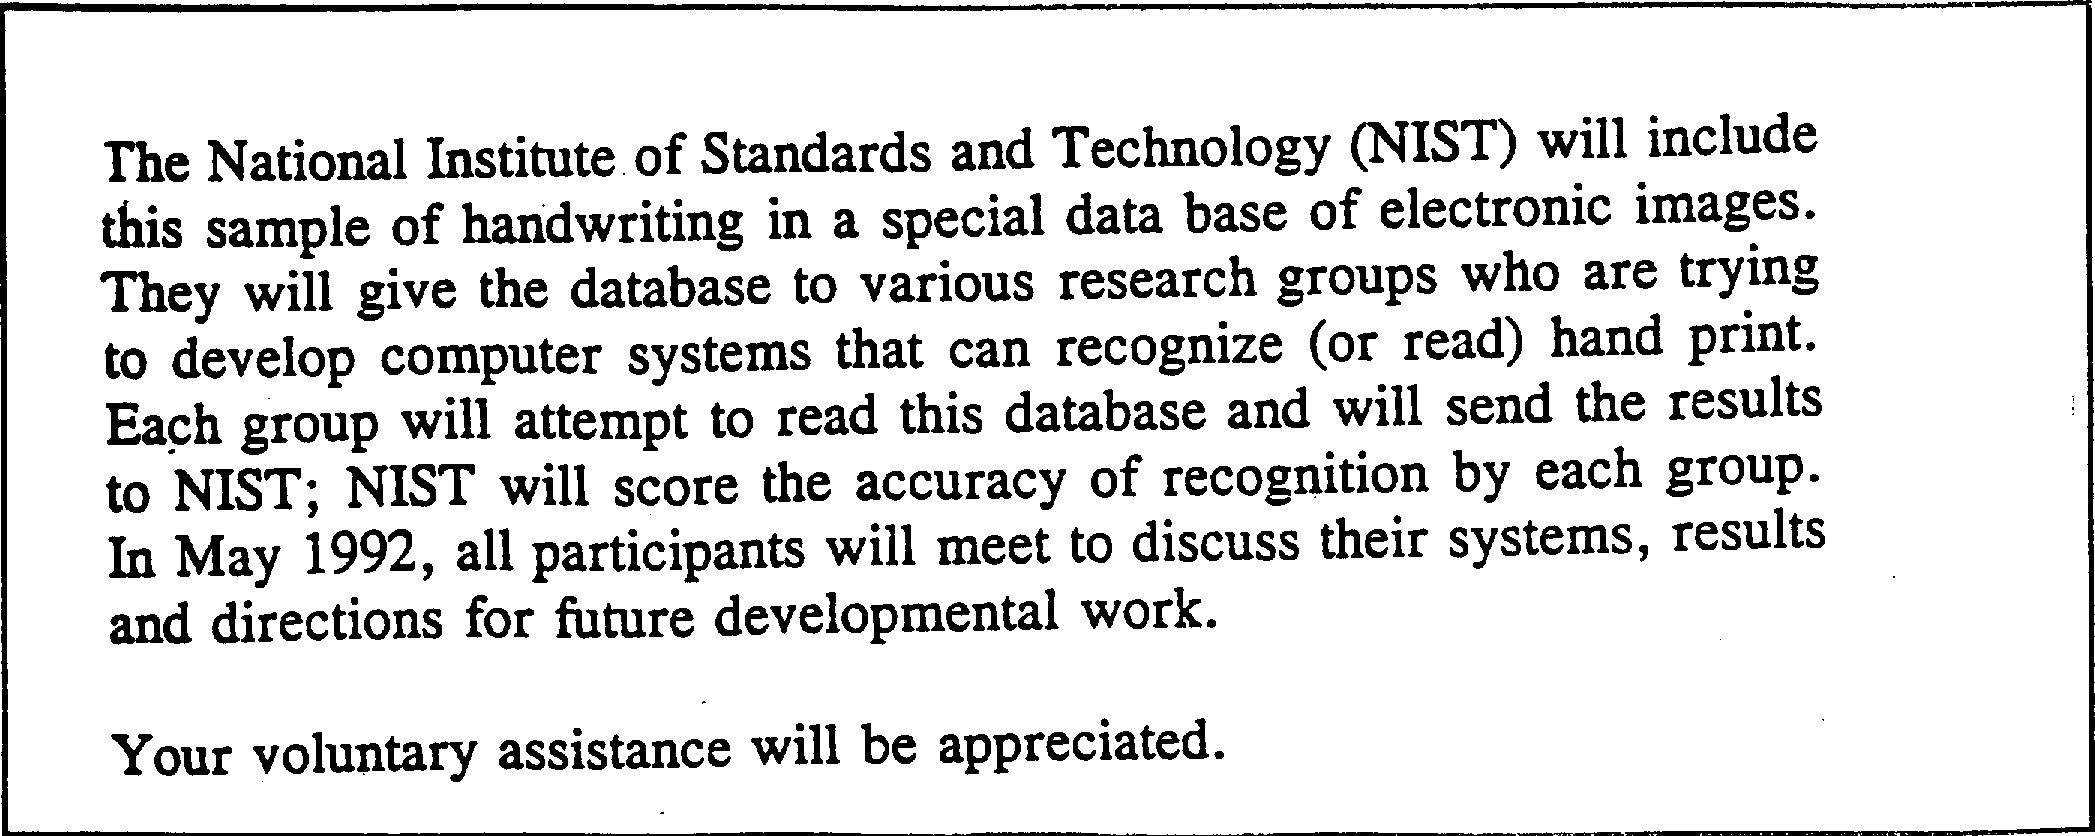 The National Institute of Standards and Technology (NIST) will include
this sample of handwriting in a special data base of electronic images.
They will give the database to various research groups who are trying
to develop computer systems that can recognize (or read) hand print.
Each group will attempt to read this database and will send the results
to NIST; NIST will score the accuracy of recognition by each group.
In May 1992, all participants will meet to discuss their systems, results
and directions for future developmental work.

Your voluntary assistance will be appreciated.